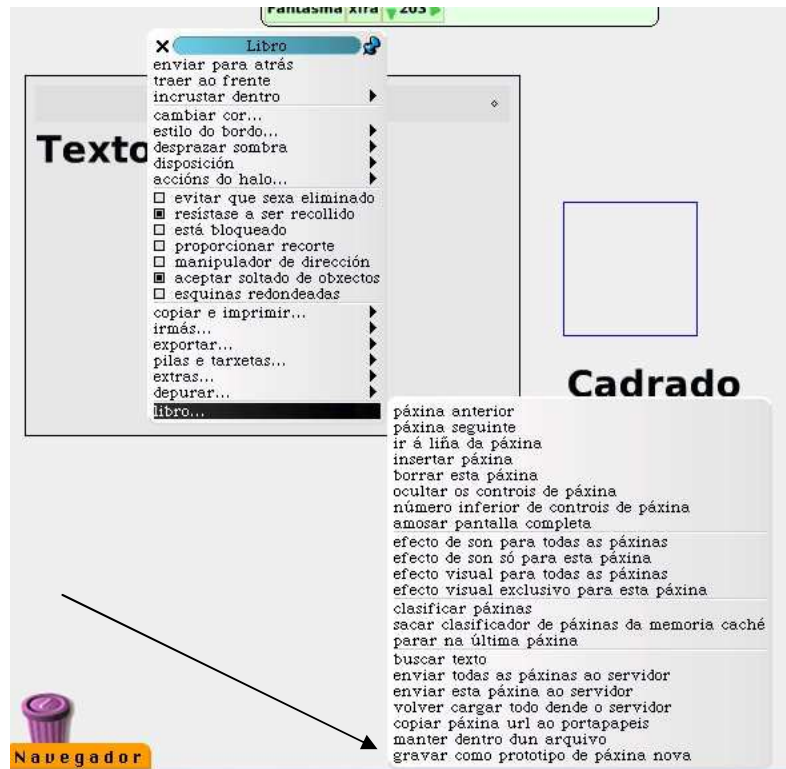 Fantasma xira 203
Libro
enviar para atrás
traer ao frente
incrustar dentro
cambiar cor...
estilo do bordo...
desprazar sombra
disposición
accións do halo...
evitar que sexa eliminado
resístase a ser recollido
está bloqueado
proporcionar recorte
manipulador de dirección
aceptar soltado de obxectos
esquinas redondeadas
copiar e imprimir...
irmás...
exportar...
pilas e tarxetas...
extras...
depurar...
libro...
Texto
Cadrado
páxina anterior
páxina seguinte
ir á liña da páxina
insertar páxina
borrar esta páxina
ocultar os controis de páxina
número inferior de controis de páxina
amosar pantalla completa
efecto de son para todas as páxinas
efecto de son só para esta páxina
efecto visual para todas as páxinas
efecto visual exclusivo para esta páxina
clasificar páxinas
sacar clasificador de páxinas da memoria caché
parar na última páxina
buscar texto
enviar todas as páxinas ao servidor
enviar esta páxina ao servidor
volver cargar todo dende o servidor
copiar páxina url ao portapapeis
manter dentro dun arquivo
gravar como prototipo de páxina nova
Navegador